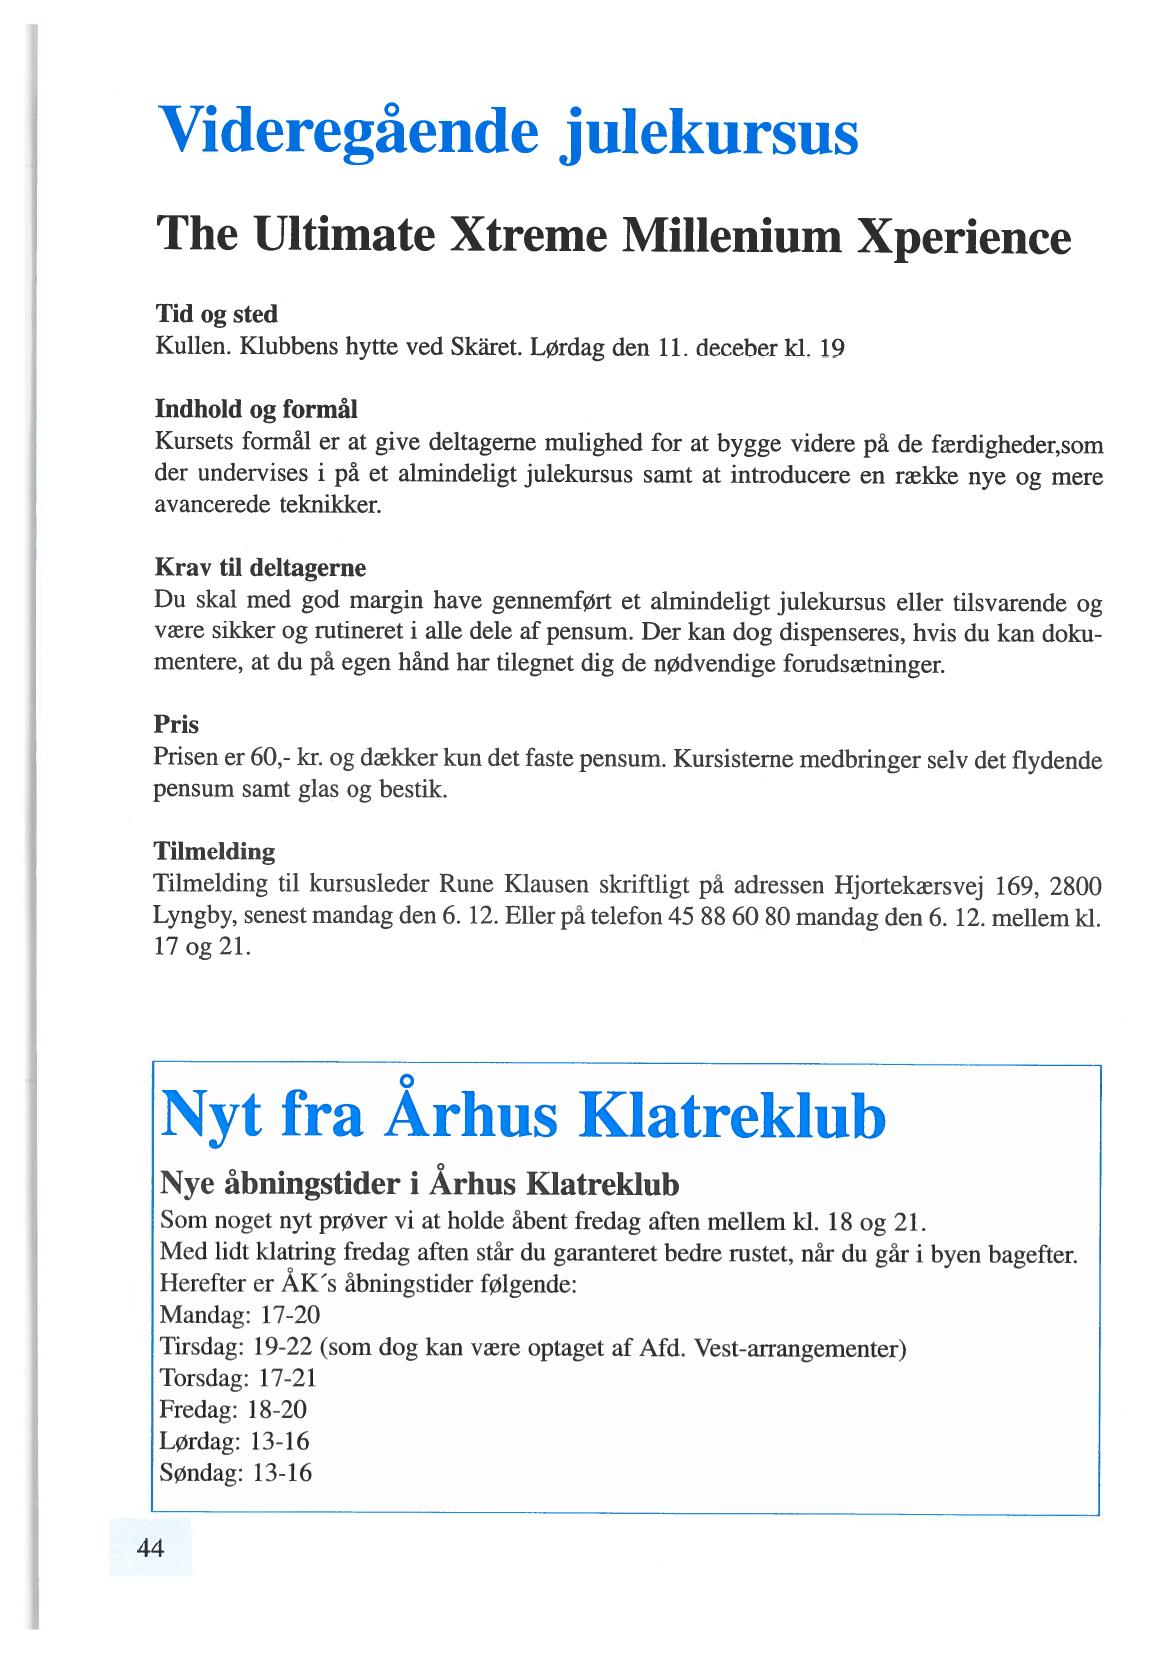 Videregående julekursus
The Ultimate Xtreme Millenium Xperience
Tid og sted
Kullen. Klubbens hytte ved Skäret. Lørdag den 11. deceber kl. 19
Indhold og formål
Kursets formål er at give deltagerne mulighed for at bygge videre på de færdigheder,som
der undervises i på et almindeligt julekursus samt at introducere en række nye og mere
avancerede teknikker.
Krav til deltagerne
Du skal med god margin have gennemført et almindeligt julekursus eller tilsvarende og
være sikker og rutineret i alle dele af pensum. Der kan dog dispenseres, hvis du kan doku-
mentere, at du på egen hånd har tilegnet dig de nødvendige forudsætninger.
Pris
Prisen er 60,- kr. og dækker kun det faste pensum. Kursisterne medbringer selv det flydende
pensum samt glas og bestik.
Tilmelding
Tilmelding til kursusleder Rune Klausen skriftligt på adressen Hjortekærsvej 169, 2800
Lyngby, senest mandag den 6. 12. Eller på telefon 45 88 60 80 mandag den 6. 12. mellem kl.
17 og 21.
Nyt fra Århus Klatreklub
Nye åbningstider i Århus Klatreklub
Som noget nyt prøver vi at holde åbent fredag aften mellem kl. 18 og 21.
Med lidt klatring fredag aften står du garanteret bedre rustet, når du går i byen bagefter.
Herefter er ÅK´s åbningstider følgende:
Mandag: 17-20
Tirsdag: 19-22 (som dog kan være optaget af Afd. Vest-arrangementer)
Torsdag: 17-21
Fredag: 18-20
Lørdag: 13-16
Søndag: 13-16
44